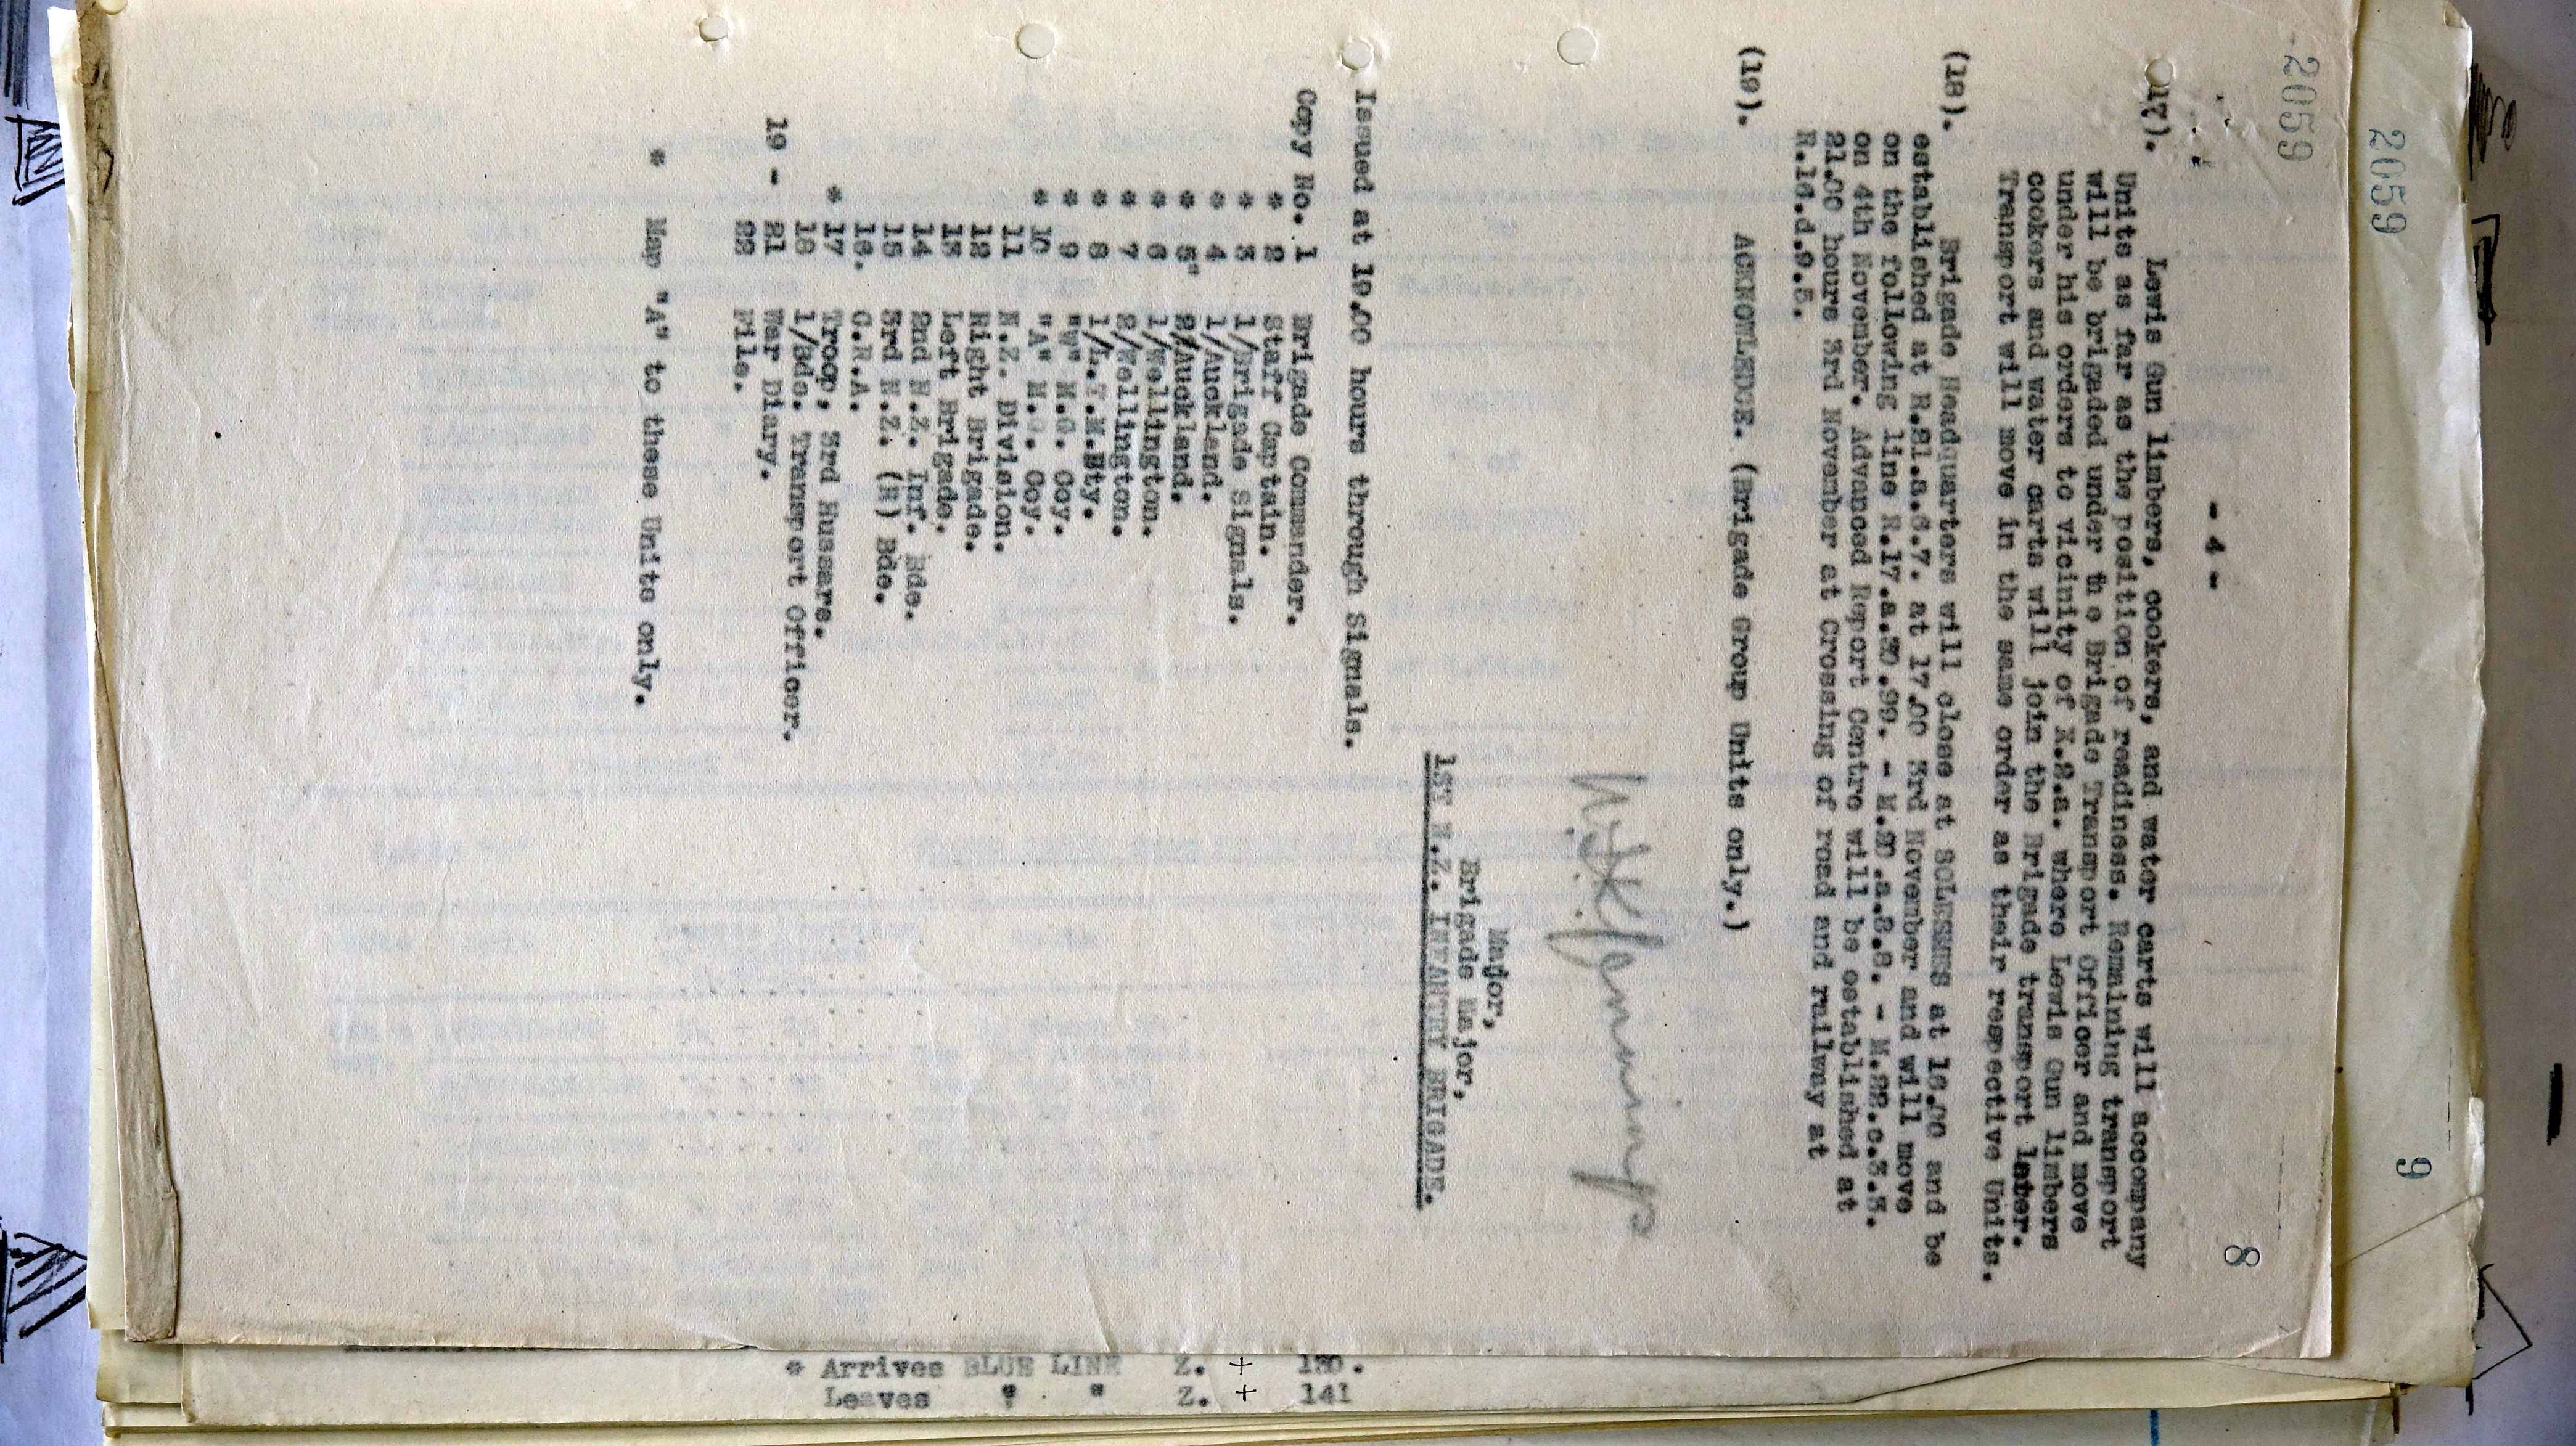 2059
2059
9
8
- 4 -
(17). Lewis Gun limbers, cookers, and water carts will accompany
Units as far as the position of readiness. Remaining transport
will be brigaded under the Brigade Transport Officer and move
under his orders to vicinity of X.2.a. where Lewis Gun limbers
cookers and water carts will join the Brigade transport later.
Transport will move in the same order as their respective Units.
(18). Brigade Headquarters will close at SOLESMES at 16.00 and be
established at R.21.a.6.7. at 17.00 3rd November and will move
on the following line R.17.a.30.99. - M.20.a.8.8. - M.22.c.3.3.
on 4th November. Advanced Report Centre will be established at
21.00 hours 3rd November at Crossing of road and railway at
R.16.d.9.5.
(19). ACKNOWLEDGE. (Brigade Group Units only.)
Major,
Brigade Major,
1ST N.Z. INFANTRY BRIGADE.
Issued at 19.00 hours through Signals.
Copy No. 1 Brigade Commander.
* 2 Staff Captain.
* 3 1/Brigade Signals.
* 4 1/Auckland.
* 5" 2/Auckland.
* 6 1/Wellington.
* 7 2/Wellington.
* 8 1/L.T.M.Bty.
* 9 M.G. Coy.
* 10 "A" M.G. Coy.
11 N.Z. Division.
12 Right Brigade.
13 Left Brigade.
14 2nd N.Z. Inf. Bde.
15 3rd N.Z. (R) Bde.
16. C.R.A.
* 17 Troop, 3rd Hussars.
18 1/Bde. Transport Officer.
19 - 21 War Diary.
22 File.
* Map "A" to these Units only.
* Arrives BLUE LINE Z. + 130.
Leaves " " Z. + 141